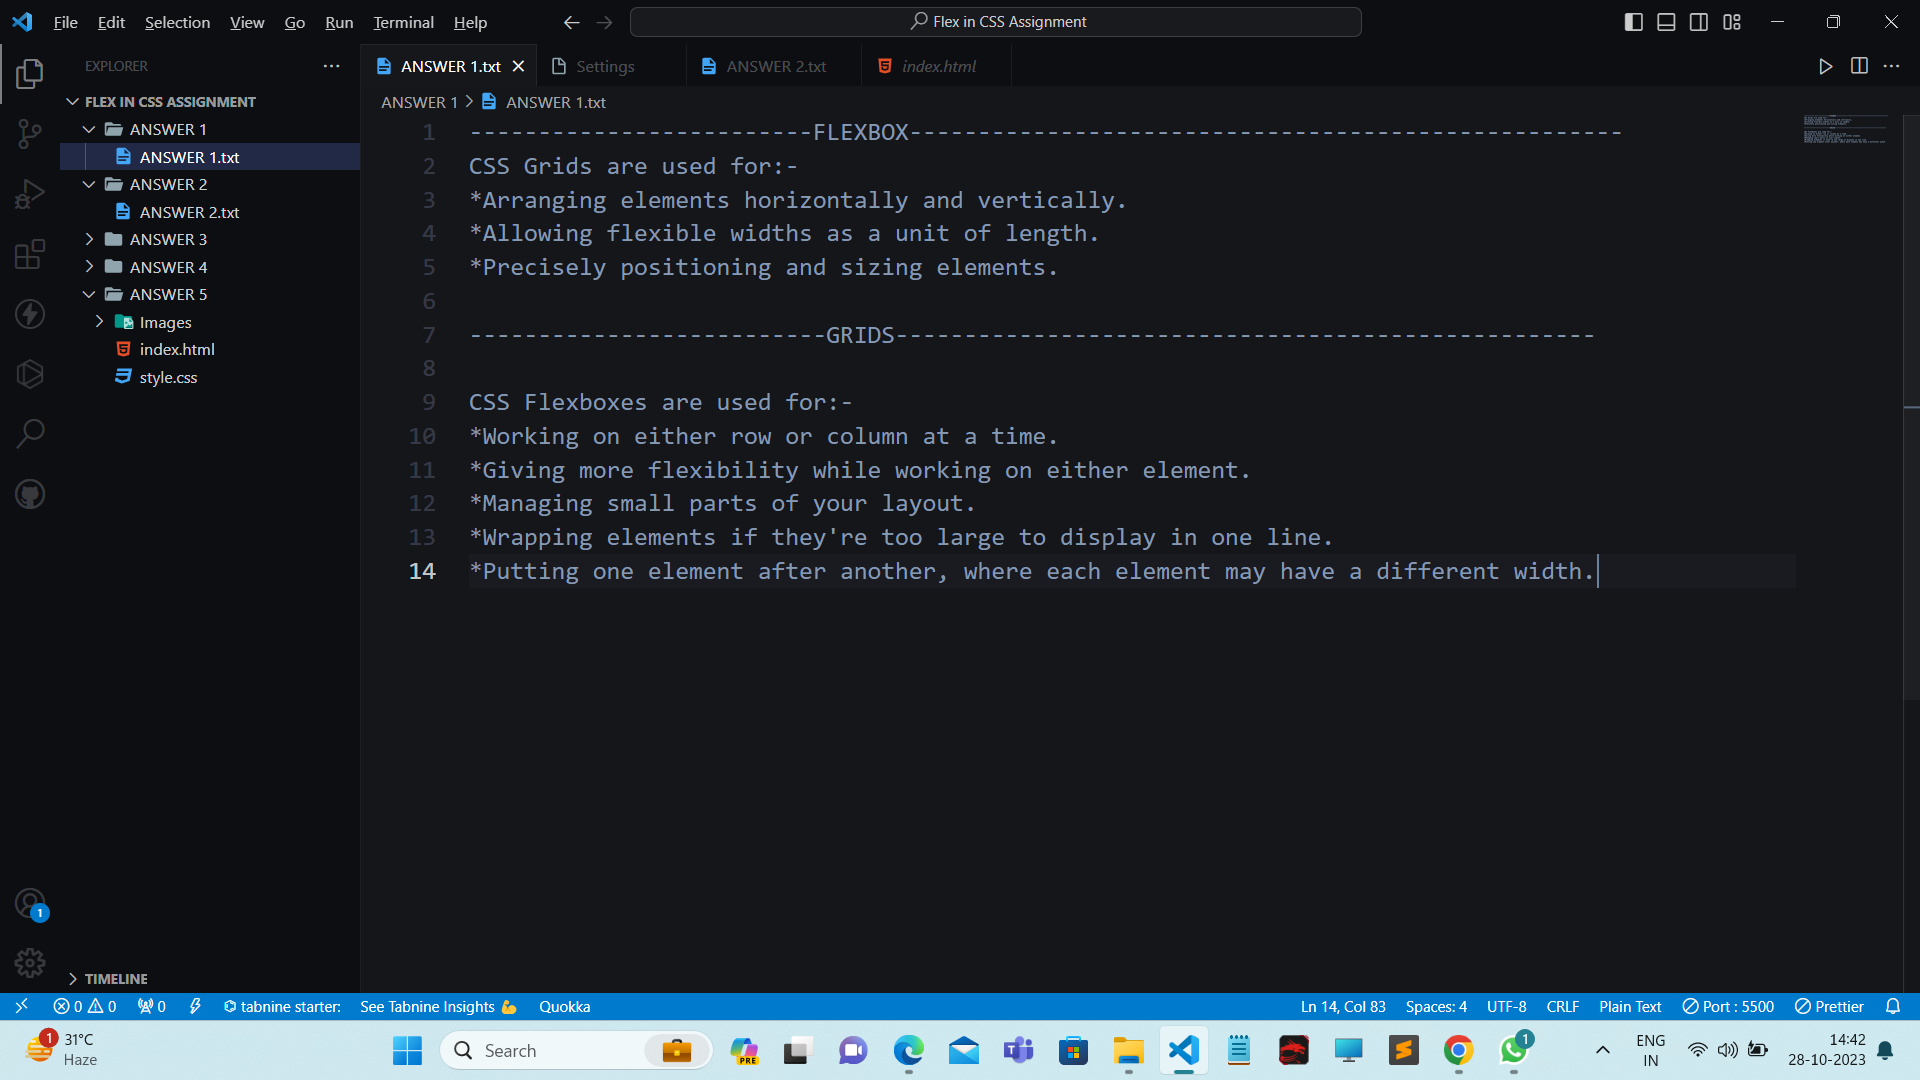 File Edit Selection View Go Run Terminal Help
Flex in CSS Assignment
EXPLORER
FLEX IN CSS ASSIGNMENT
ANSWER 1
ANSWER 1.txt
ANSWER 2
ANSWER 2.txt
ANSWER 3
ANSWER 4
ANSWER 5
Images
index.html
style.css
TIMELINE
ANSWER 1.txt Settings ANSWER 2.txt index.html
ANSWER 1 > ANSWER 1.txt
1 -------------------------FLEXBOX----------------------------------------------------
2 CSS Grids are used for:-
3 *Arranging elements horizontally and vertically.
4 *Allowing flexible widths as a unit of length.
5 *Precisely positioning and sizing elements.
6
7 --------------------------GRIDS---------------------------------------------------
8
9 CSS Flexboxes are used for:-
10 *Working on either row or column at a time.
11 *Giving more flexibility while working on either element.
12 *Managing small parts of your layout.
13 *Wrapping elements if they're too large to display in one line.
14 *Putting one element after another, where each element may have a different width.
1
0 0 0 tabnine starter: See Tabnine Insights Quokka Ln 14, Col 83 Spaces: 4 UTF-8 CRLF Plain Text Port : 5500 Prettier
1 31°C
Haze
Search
PRE
1
ENG
IN
14:42
28-10-2023